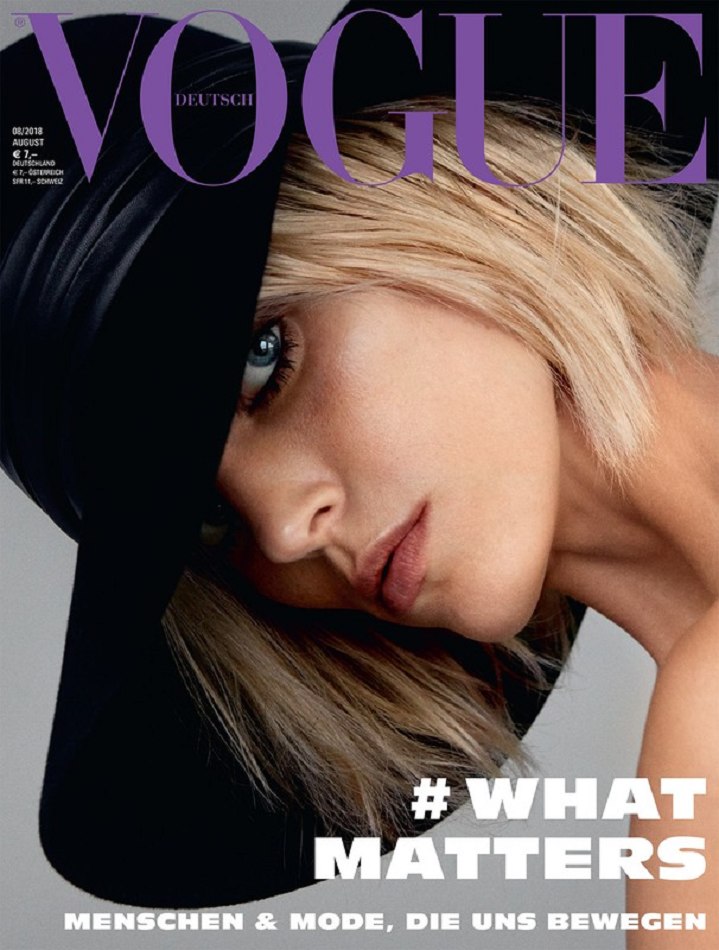 VOGUE
®
DEUTSCH
08/2018
AUGUST
€ 7,–
DEUTSCHLAND
€ 7,– ÖSTERREICH
SFR 11,– SCHWEIZ
# WHAT
MATTERS
MENSCHEN & MODE, DIE UNS BEWEGEN